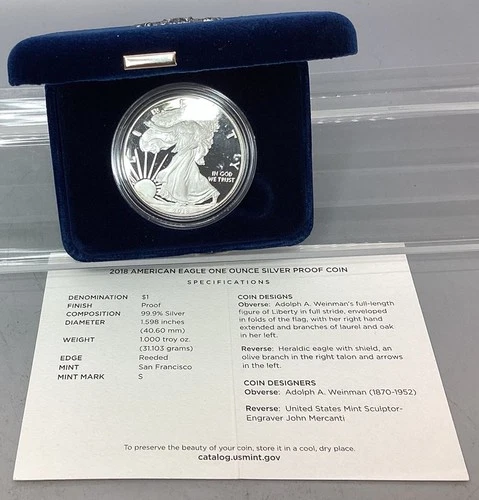 LIBERTY
IN GOD
WE TRUST
2018 AMERICAN EAGLE ONE OUNCE SILVER PROOF COIN
SPECIFICATIONS
DENOMINATION $1
FINISH Proof
COMPOSITION 99.9% Silver
DIAMETER 1.598 inches
(40.60 mm)
WEIGHT 1.000 troy oz.
(31.103 grams)
EDGE Reeded
MINT San Francisco
MINT MARK S
COIN DESIGNS
Obverse: Adolph A. Weinman's full-length
figure of Liberty in full stride, enveloped
in folds of the flag, with her right hand
extended and branches of laurel and oak
in her left.
Reverse: Heraldic eagle with shield, an
olive branch in the right talon and arrows
in the left.
COIN DESIGNERS
Obverse: Adolph A. Weinman (1870-1952)
Reverse: United States Mint Sculptor-
Engraver John Mercanti
To preserve the beauty of your coin, store it in a cool, dry place.
catalog.usmint.gov